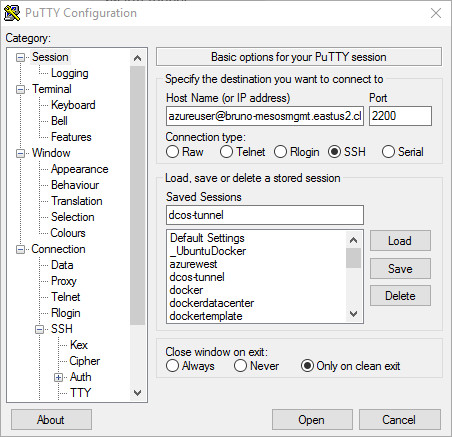 PuTTY Configuration
Category:
Session
Logging
Terminal
Keyboard
Bell
Features
Window
Appearance
Behaviour
Translation
Selection
Colours
Connection
Data
Proxy
Telnet
Rlogin
SSH
Kex
Cipher
Auth
TTY
Basic options for your PuTTY session
Specify the destination you want to connect to
Host Name (or IP address) Port
azureuser@bruno-mesosmgmt.eastus2.cl 2200
Connection type:
Raw Telnet Rlogin SSH Serial
Load, save or delete a stored session
Saved Sessions
dcos-tunnel
Default Settings
_UbuntuDocker
azurewest
dcos-tunnel
docker
dockerdatacenter
dockertemplate
Load
Save
Delete
Close window on exit:
Always Never Only on clean exit
About Open Cancel